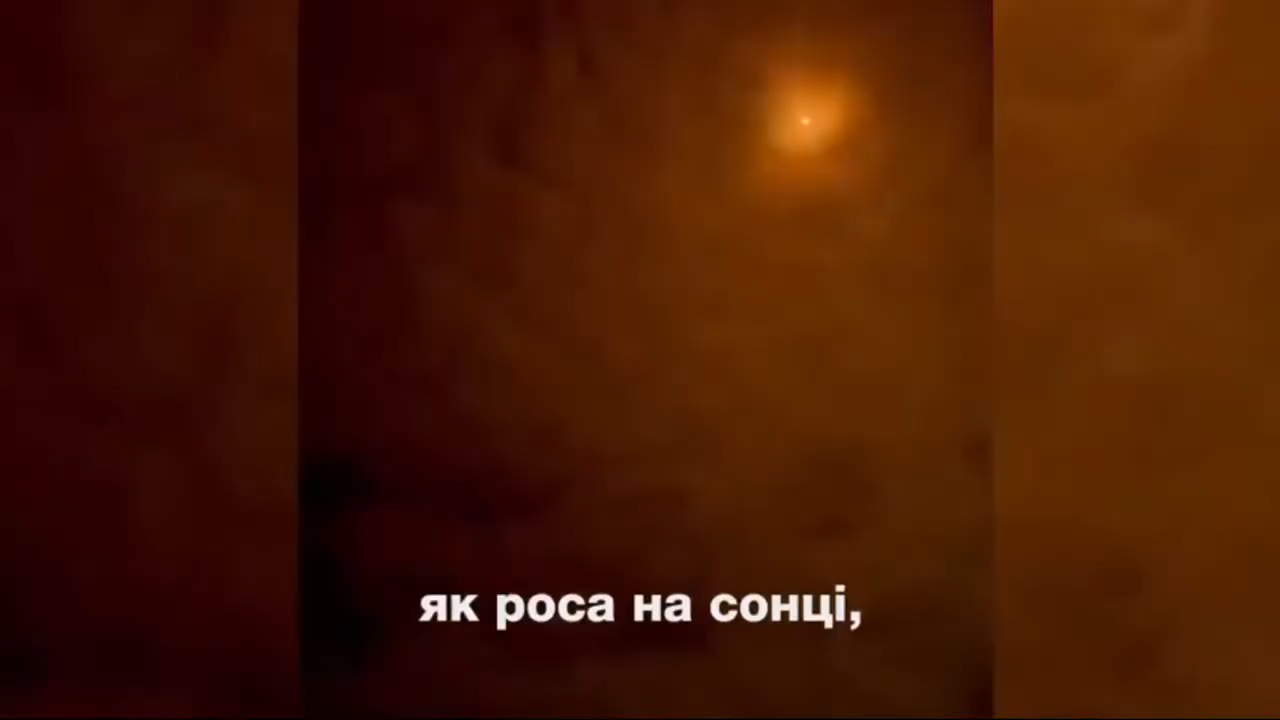 як роса на сонці,